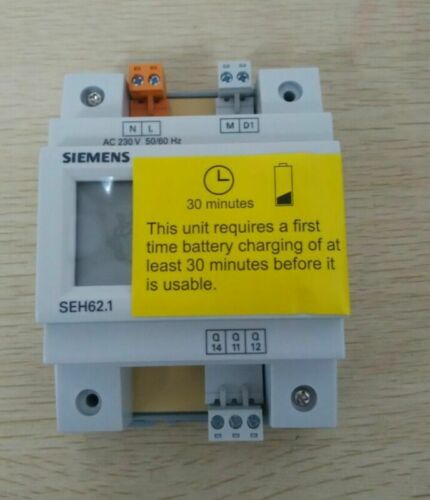 N L
AC 230 V 50/60 Hz
M D1
SIEMENS
30 minutes
This unit requires a first
time battery charging of at
least 30 minutes before it
is usable.
SEH62.1
Q Q Q
14 11 12